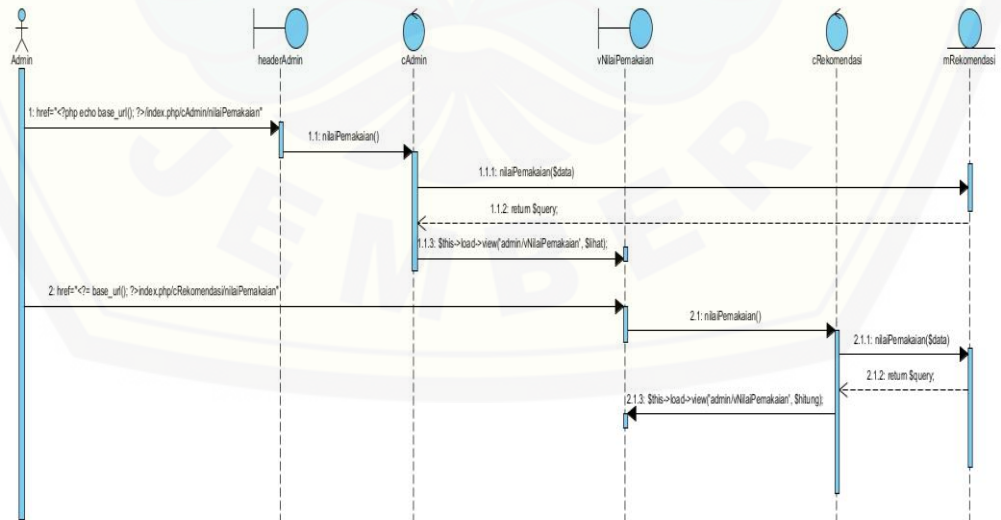 Admin
headerAdmin
cAdmin
vNilaiPemakaian
cRekomendasi
mRekomendasi
1: href="<?php echo base_url(); ?>/index.php/cAdmin/nilaiPemakaian"
1.1: nilaiPemakaian()
1.1.1: nilaiPemakaian($data)
1.1.2: return $query;
1.1.3: $this->load->view('admin/vNilaiPemakaian', $lihat);
2: href="<?= base_url(); ?>index.php/cRekomendasi/nilaiPemakaian"
2.1: nilaiPemakaian()
2.1.1: nilaiPemakaian($data)
2.1.2: return $query;
2.1.3: $this->load->view('admin/vNilaiPemakaian', $hitung);
JEMBER